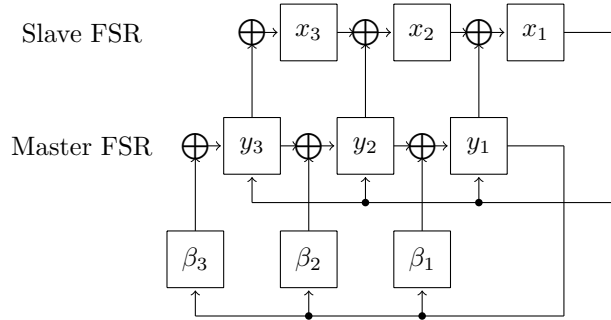 Slave FSR x₃ x₂ x₁
Master FSR y₃ y₂ y₁
β₃ β₂ β₁